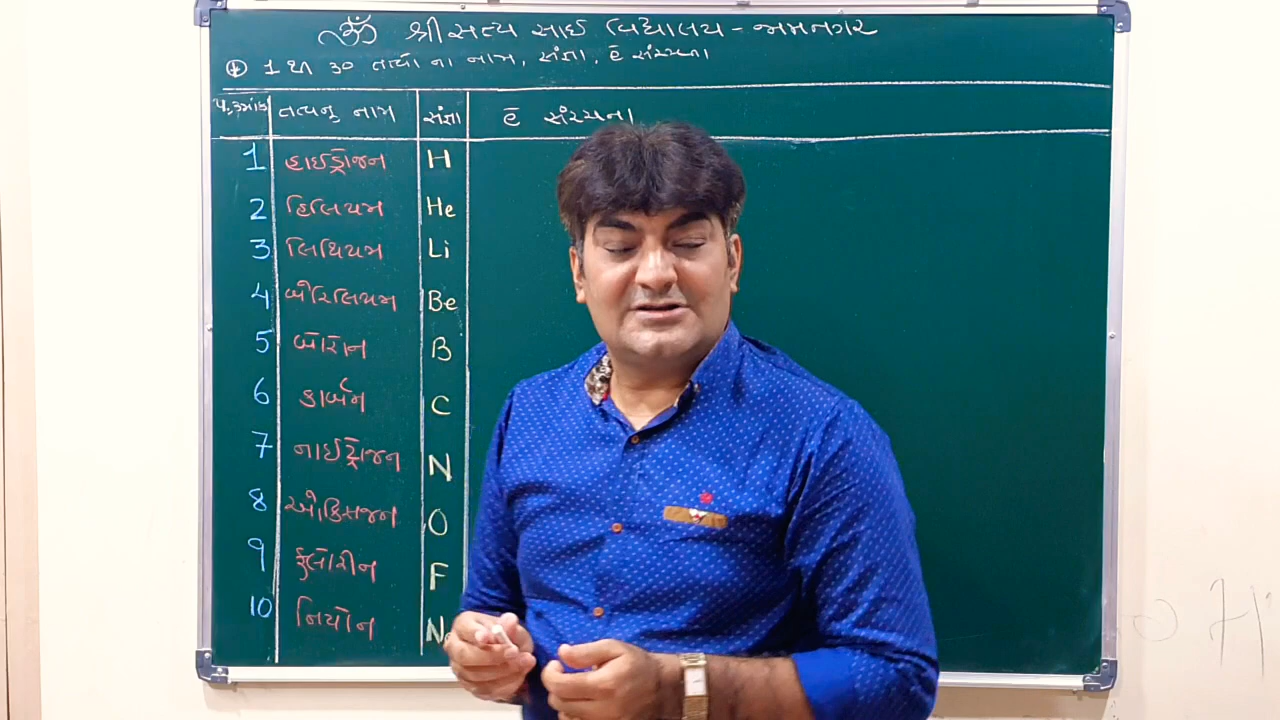 ૐ શ્રી સત્ય સાઈ વિદ્યાલય - જામનગર
1 થી 30 તત્વો ના નામ, સંજ્ઞા, ē સંરચના
પ.ક્રમાંક તત્વનુ નામ સંજ્ઞા ē સંરચના
1 હાઈડ્રોજન H
2 હિલિયમ He
3 લિથિયમ Li
4 બેરિલિયમ Be
5 બોરોન B
6 કાર્બન C
7 નાઈટ્રોજન N
8 ઓક્સિજન O
9 ફ્લોરીન F
10 નિયોન Ne